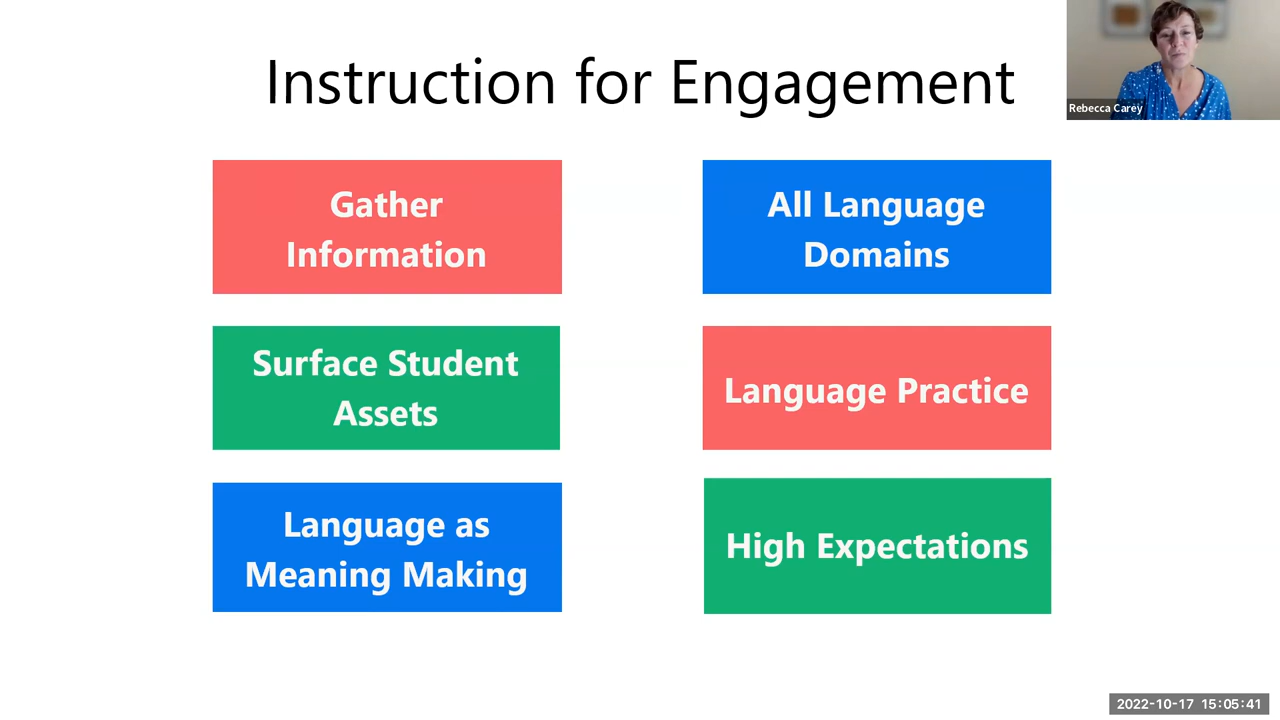 Instruction for Engagement
Rebecca Carey
Gather
Information
All Language
Domains
Surface Student
Assets
Language Practice
Language as
Meaning Making
High Expectations
2022-10-17 15:05:41